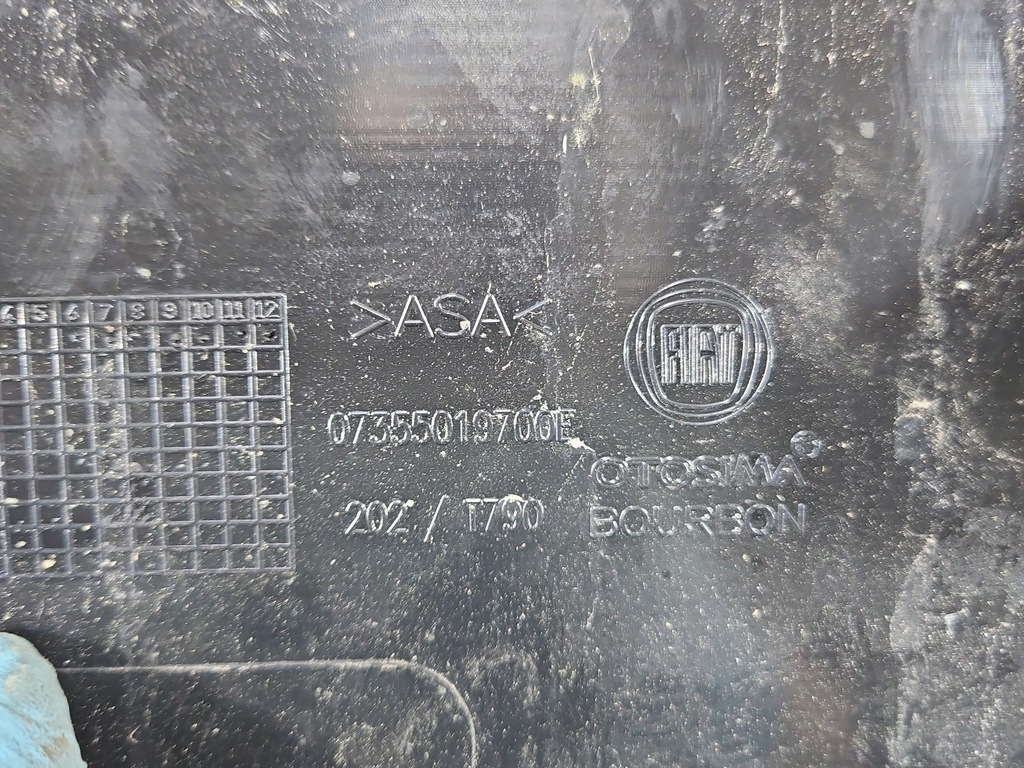 4 5 6 7 8 9 10 11 12
>ASA<
FIAT
07355019700E
OTOSIMA®
202 / T790
BOURBON